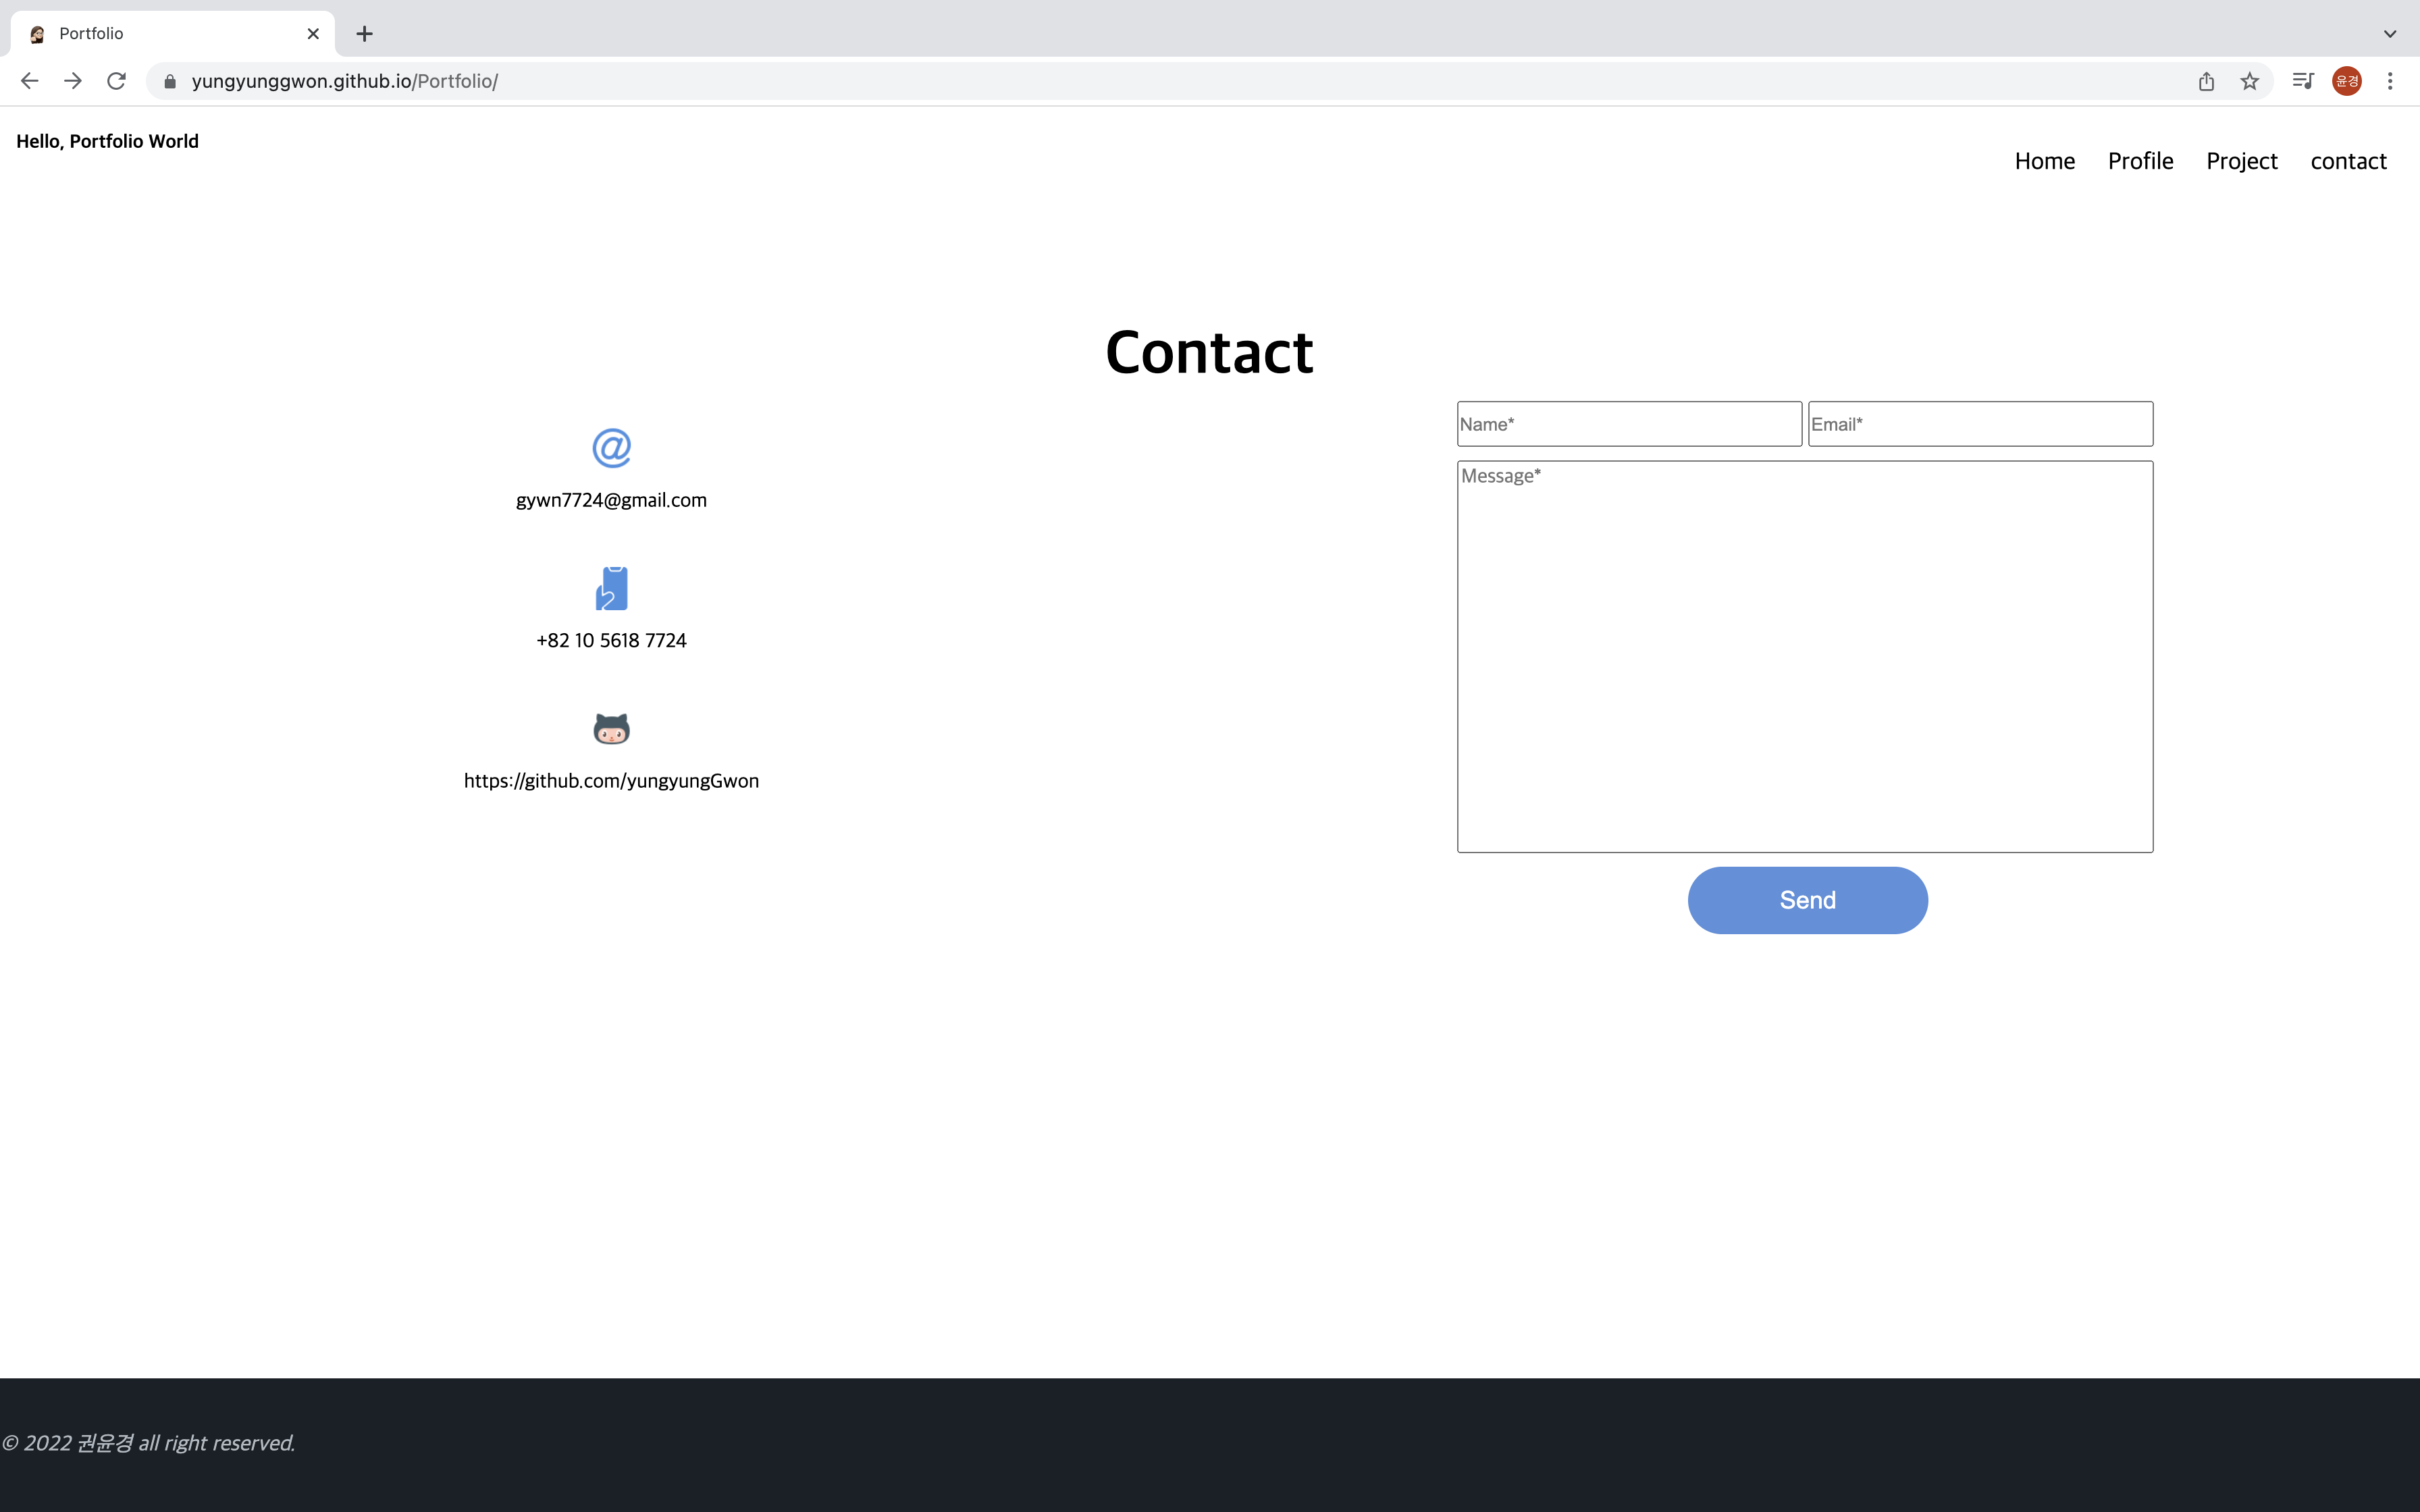 Portfolio
yungyunggwon.github.io/Portfolio/
윤경
Hello, Portfolio World
Home Profile Project contact
Contact
Name* Email*
Message*
gywn7724@gmail.com
+82 10 5618 7724
https://github.com/yungyungGwon
Send
© 2022 권윤경 all right reserved.